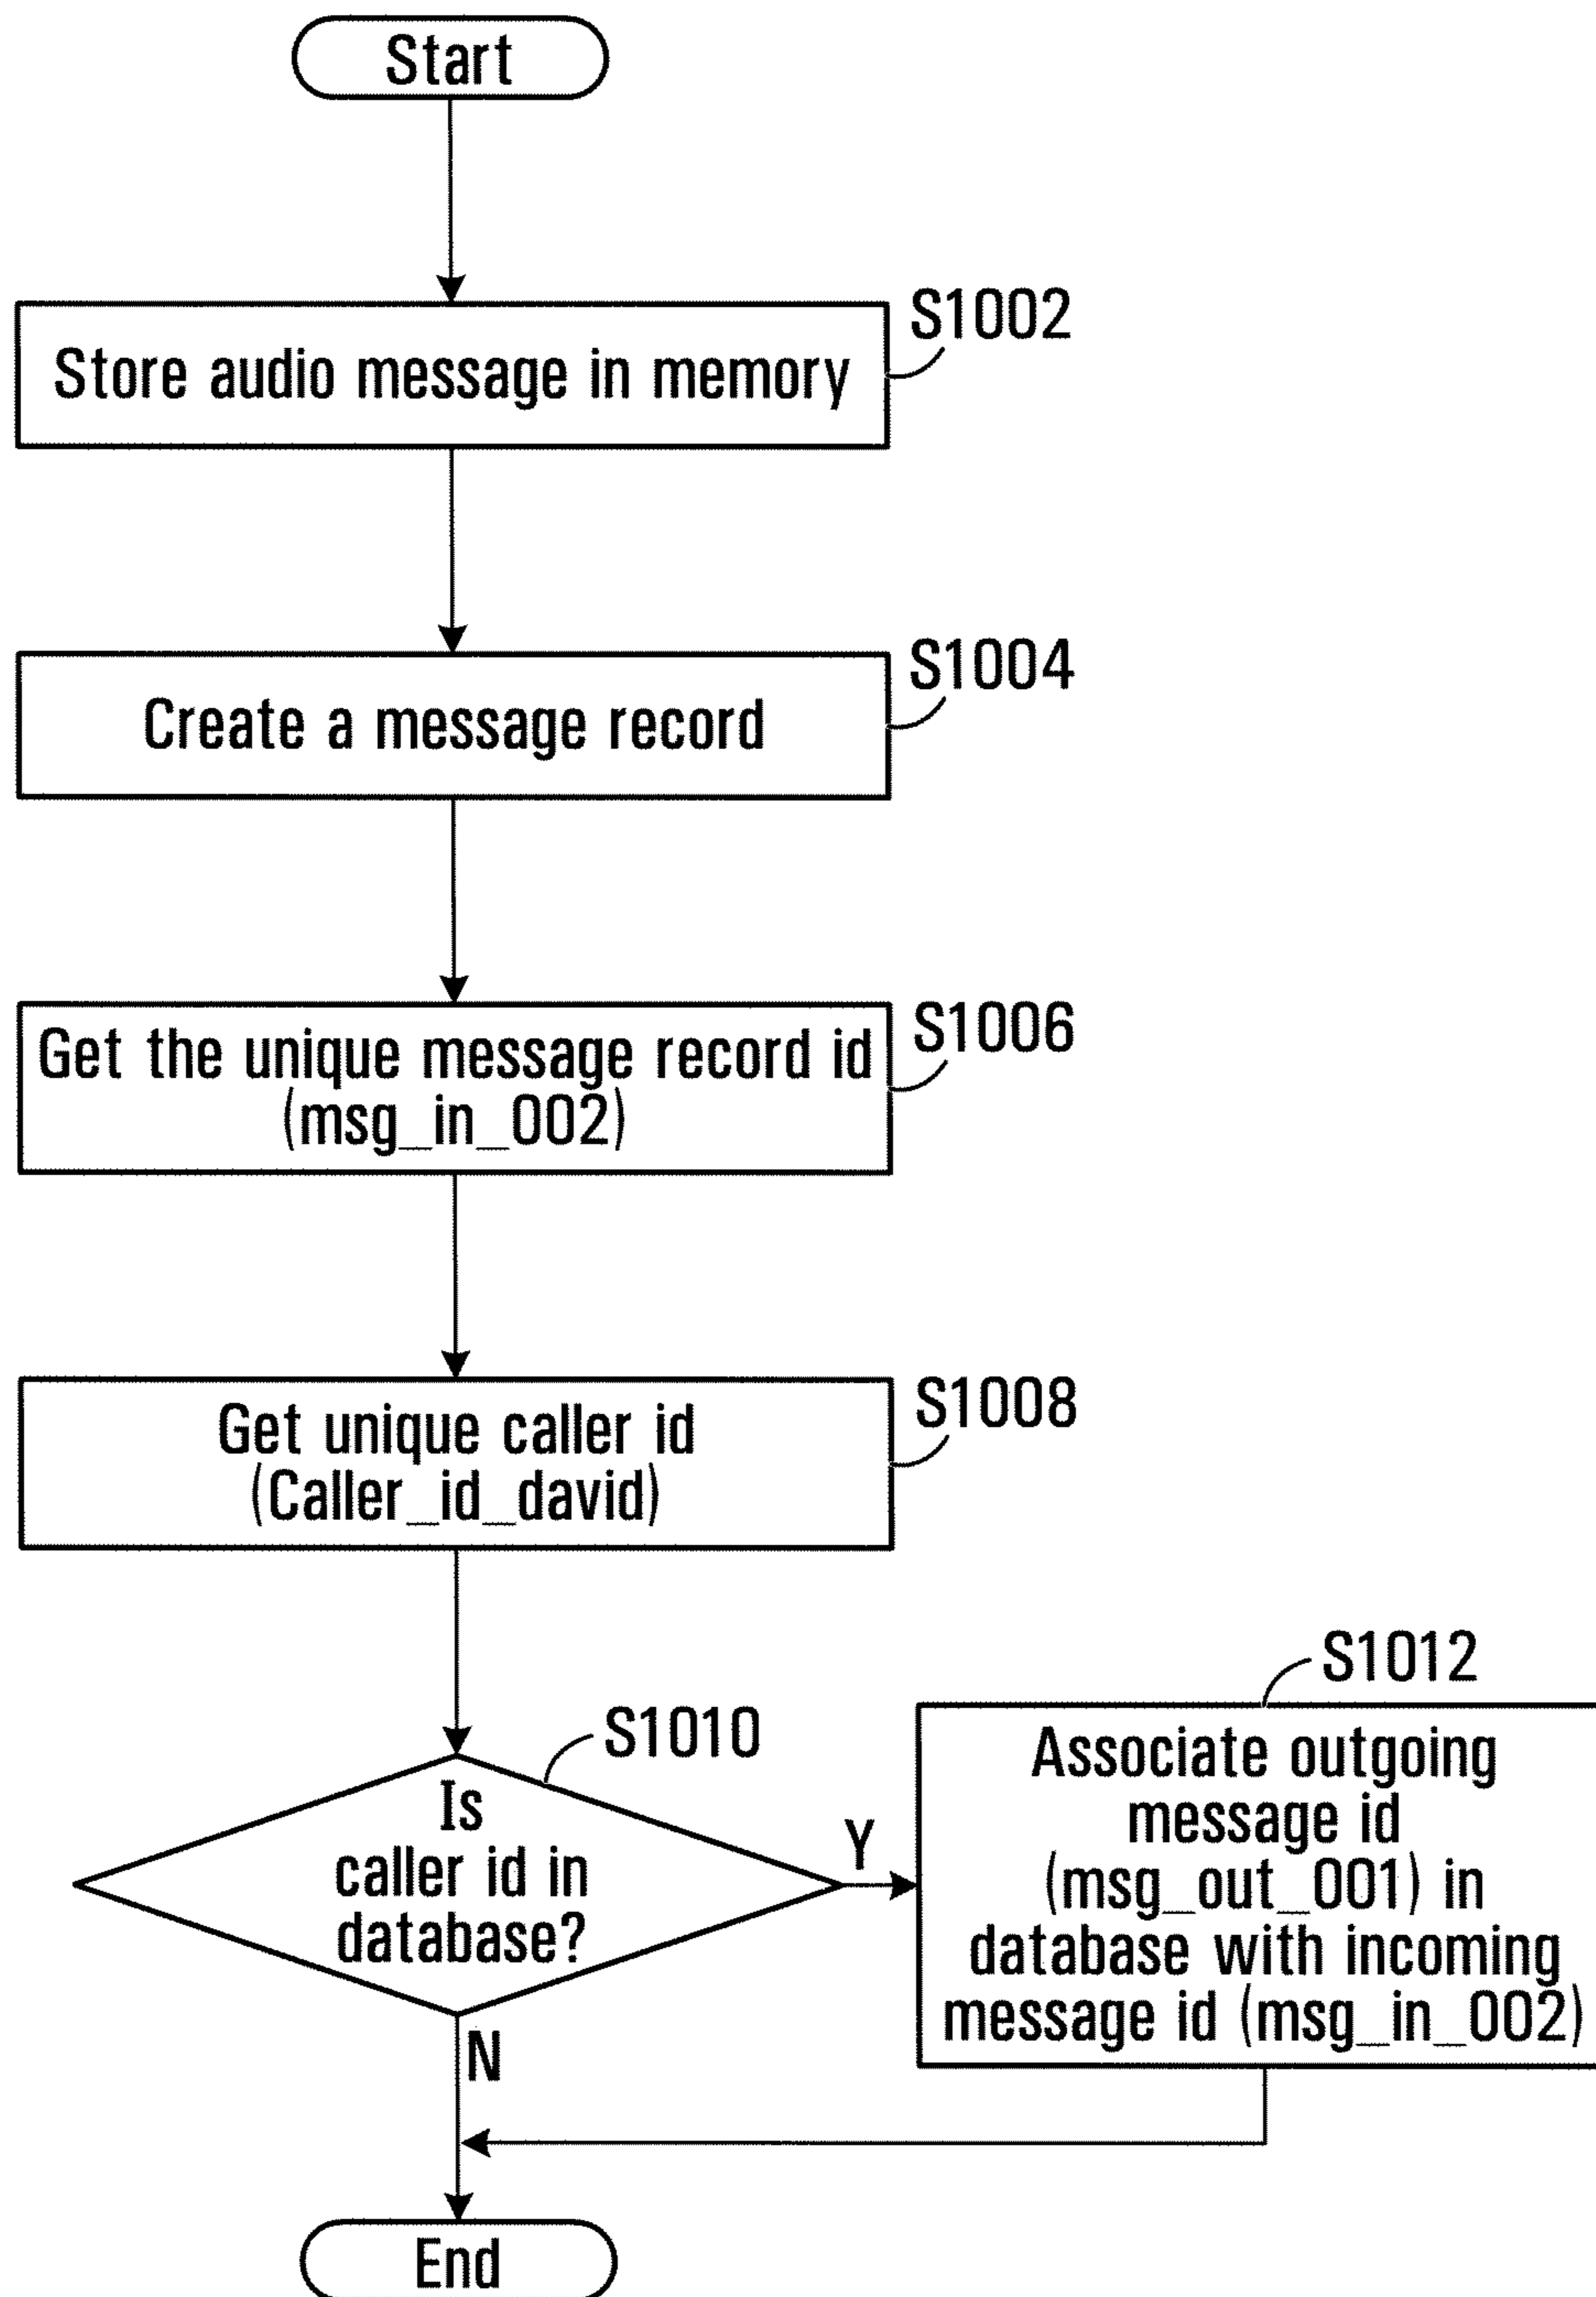 Start
S1002
Store audio message in memory
S1004
Create a message record
S1006
Get the unique message record id
(msg_in_002)
S1008
Get unique caller id
(Caller_id_david)
S1010
Is
caller id in
database?
Y
N
S1012
Associate outgoing
message id
(msg_out_001) in
database with incoming
message id (msg_in_002)
End